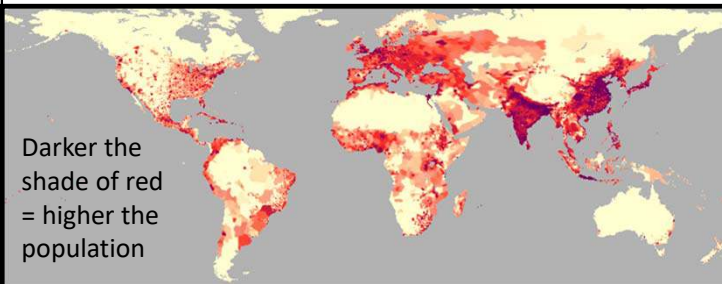 Darker the
shade of red
= higher the
population